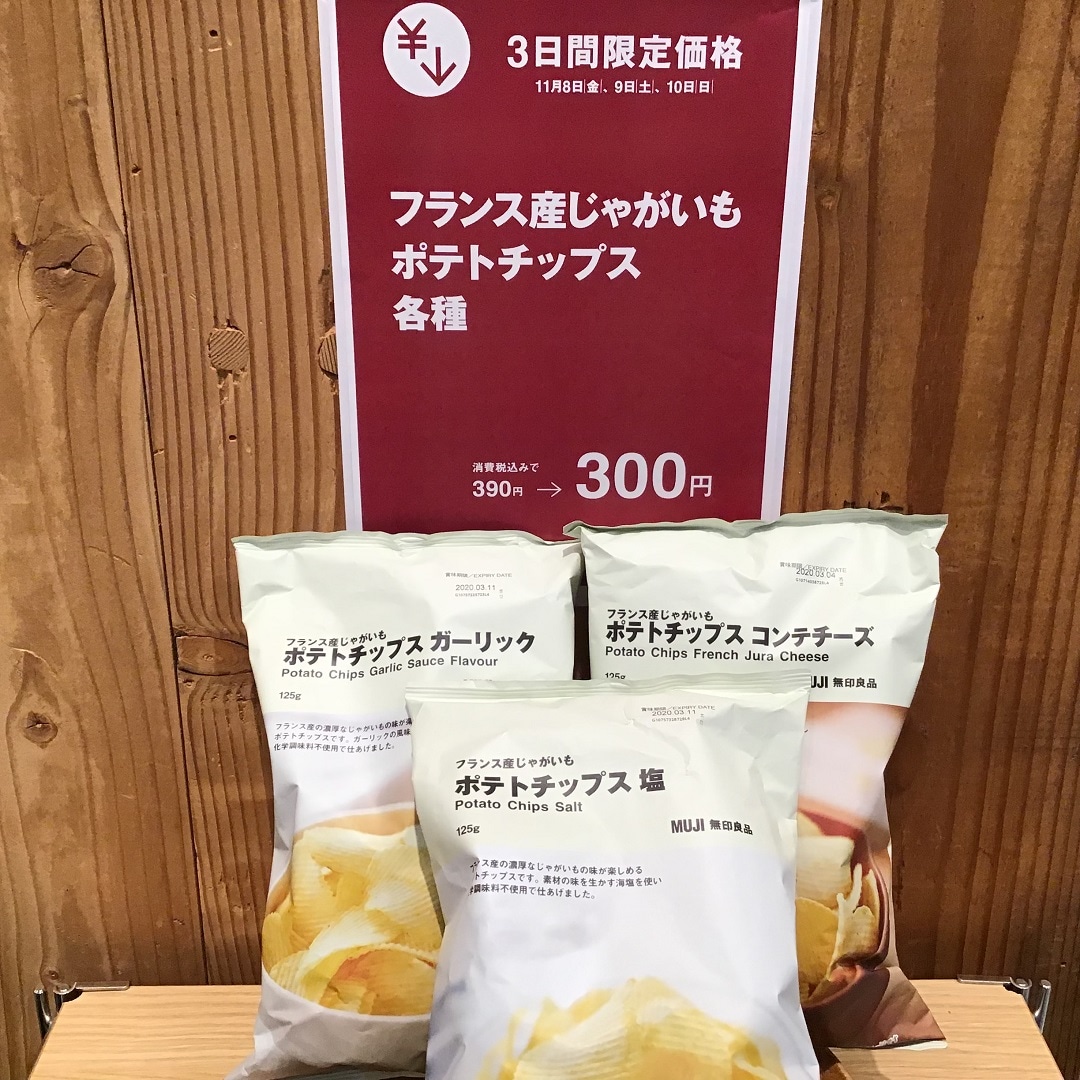 ¥↓
3日間限定価格
11月8日|金|、9日|土|、10日|日|
フランス産じゃがいも
ポテトチップス
各種
消費税込みで
390円 → 300円
賞味期限/EXPIRY DATE
2020.03.11
フランス産じゃがいも
ポテトチップス ガーリック
Potato Chips Garlic Sauce Flavour
125g
フランス産の濃厚なじゃがいもの味が
ポテトチップスです。ガーリックの風味
化学調味料不使用で仕あげました。
賞味期限/EXPIRY DATE
2020.03.04
フランス産じゃがいも
ポテトチップス コンテチーズ
Potato Chips French Jura Cheese
125g
MUJI 無印良品
賞味期限/EXPIRY DATE
2020.03.11
フランス産じゃがいも
ポテトチップス 塩
Potato Chips Salt
125g
MUJI 無印良品
フランス産の濃厚なじゃがいもの味が楽しめる
ポテトチップスです。素材の味を生かす海塩を使い
化学調味料不使用で仕あげました。